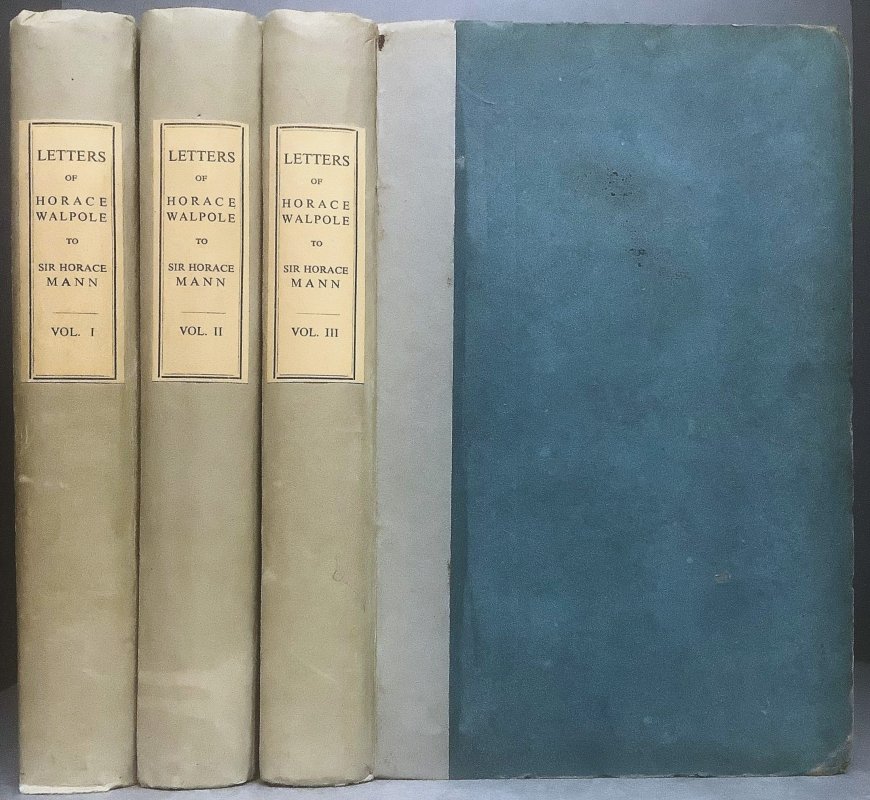 LETTERS
OF
HORACE
WALPOLE
TO
SIR HORACE
MANN
VOL. I
LETTERS
OF
HORACE
WALPOLE
TO
SIR HORACE
MANN
VOL. II
LETTERS
OF
HORACE
WALPOLE
TO
SIR HORACE
MANN
VOL. III